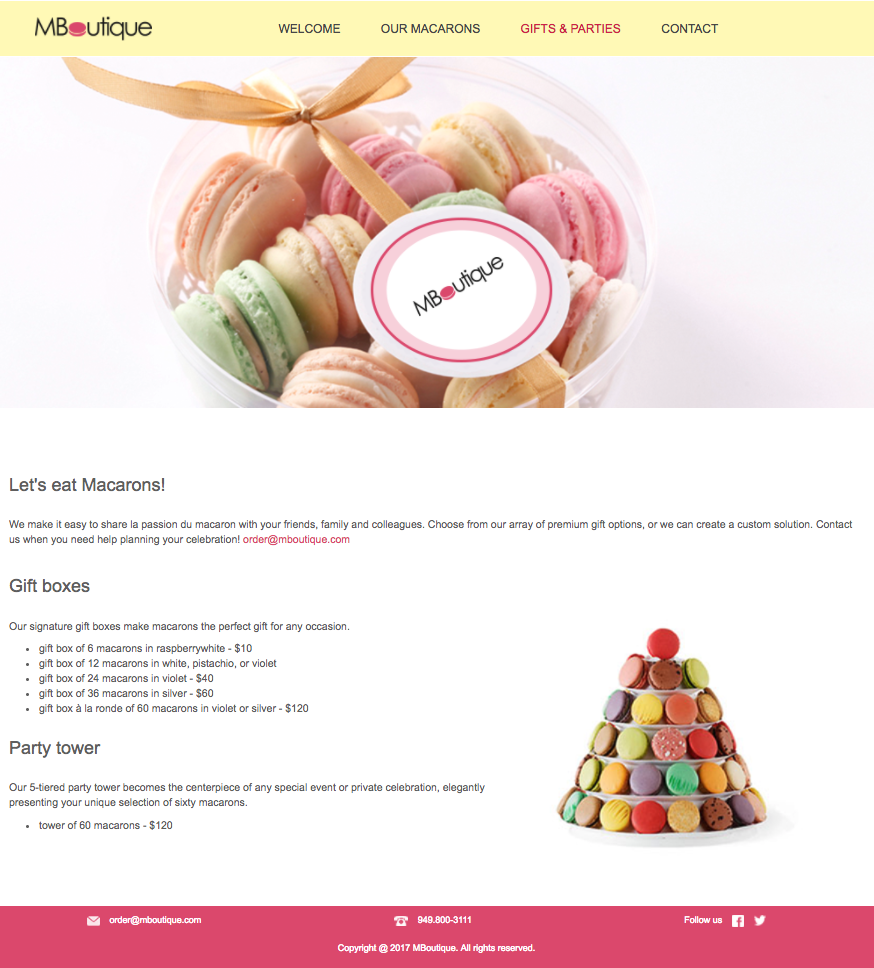 MBoutique
WELCOME
OUR MACARONS
GIFTS & PARTIES
CONTACT
MBoutique
Let's eat Macarons!
We make it easy to share la passion du macaron with your friends, family and colleagues. Choose from our array of premium gift options, or we can create a custom solution. Contact
us when you need help planning your celebration! order@mboutique.com
Gift boxes
Our signature gift boxes make macarons the perfect gift for any occasion.
• gift box of 6 macarons in raspberrywhite - $10
• gift box of 12 macarons in white, pistachio, or violet
• gift box of 24 macarons in violet - $40
• gift box of 36 macarons in silver - $60
• gift box à la ronde of 60 macarons in violet or silver - $120
Party tower
Our 5-tiered party tower becomes the centerpiece of any special event or private celebration, elegantly
presenting your unique selection of sixty macarons.
• tower of 60 macarons - $120
order@mboutique.com
949.800-3111
Follow us
Copyright @ 2017 MBoutique. All rights reserved.